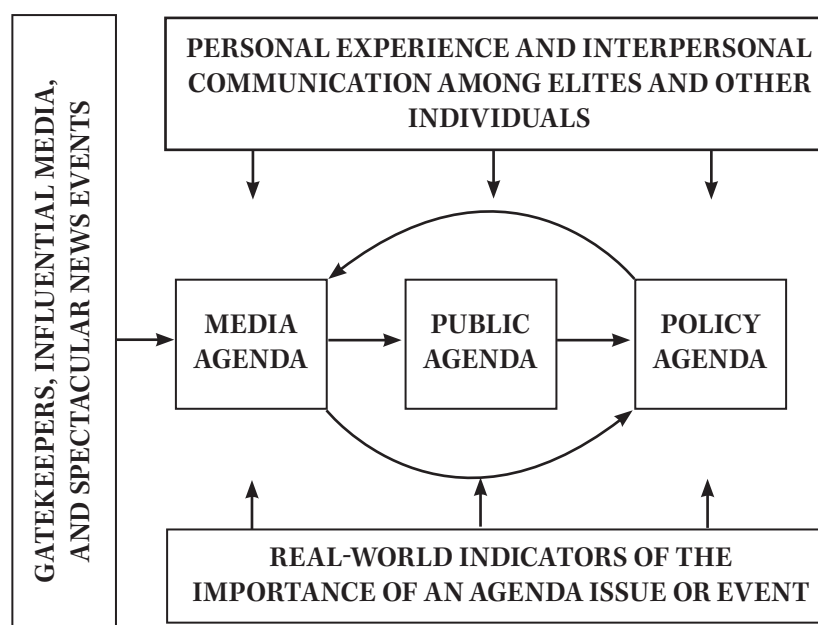 GATEKEEPERS, INFLUENTIAL MEDIA,
AND SPECTACULAR NEWS EVENTS
PERSONAL EXPERIENCE AND INTERPERSONAL
COMMUNICATION AMONG ELITES AND OTHER
INDIVIDUALS
MEDIA
AGENDA
PUBLIC
AGENDA
POLICY
AGENDA
REAL-WORLD INDICATORS OF THE
IMPORTANCE OF AN AGENDA ISSUE OR EVENT